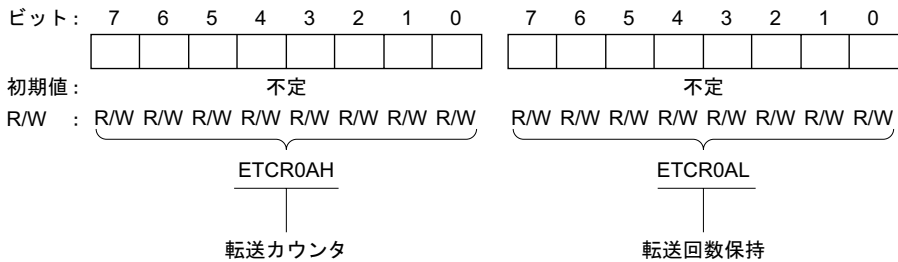 ビット : 7 6 5 4 3 2 1 0 7 6 5 4 3 2 1 0
初期値 : 不定 不定
R/W : R/W R/W R/W R/W R/W R/W R/W R/W R/W R/W R/W R/W R/W R/W R/W R/W
ETCR0AH ETCR0AL
転送カウンタ 転送回数保持